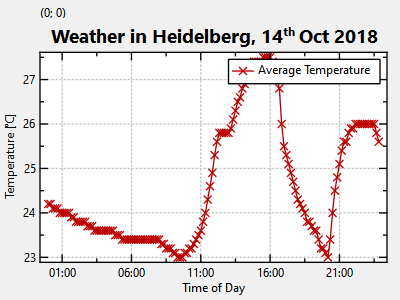 (0; 0)
Weather in Heidelberg, 14th Oct 2018
Average Temperature
Temperature [°C]
27
26
25
24
23
01:00 06:00 11:00 16:00 21:00
Time of Day